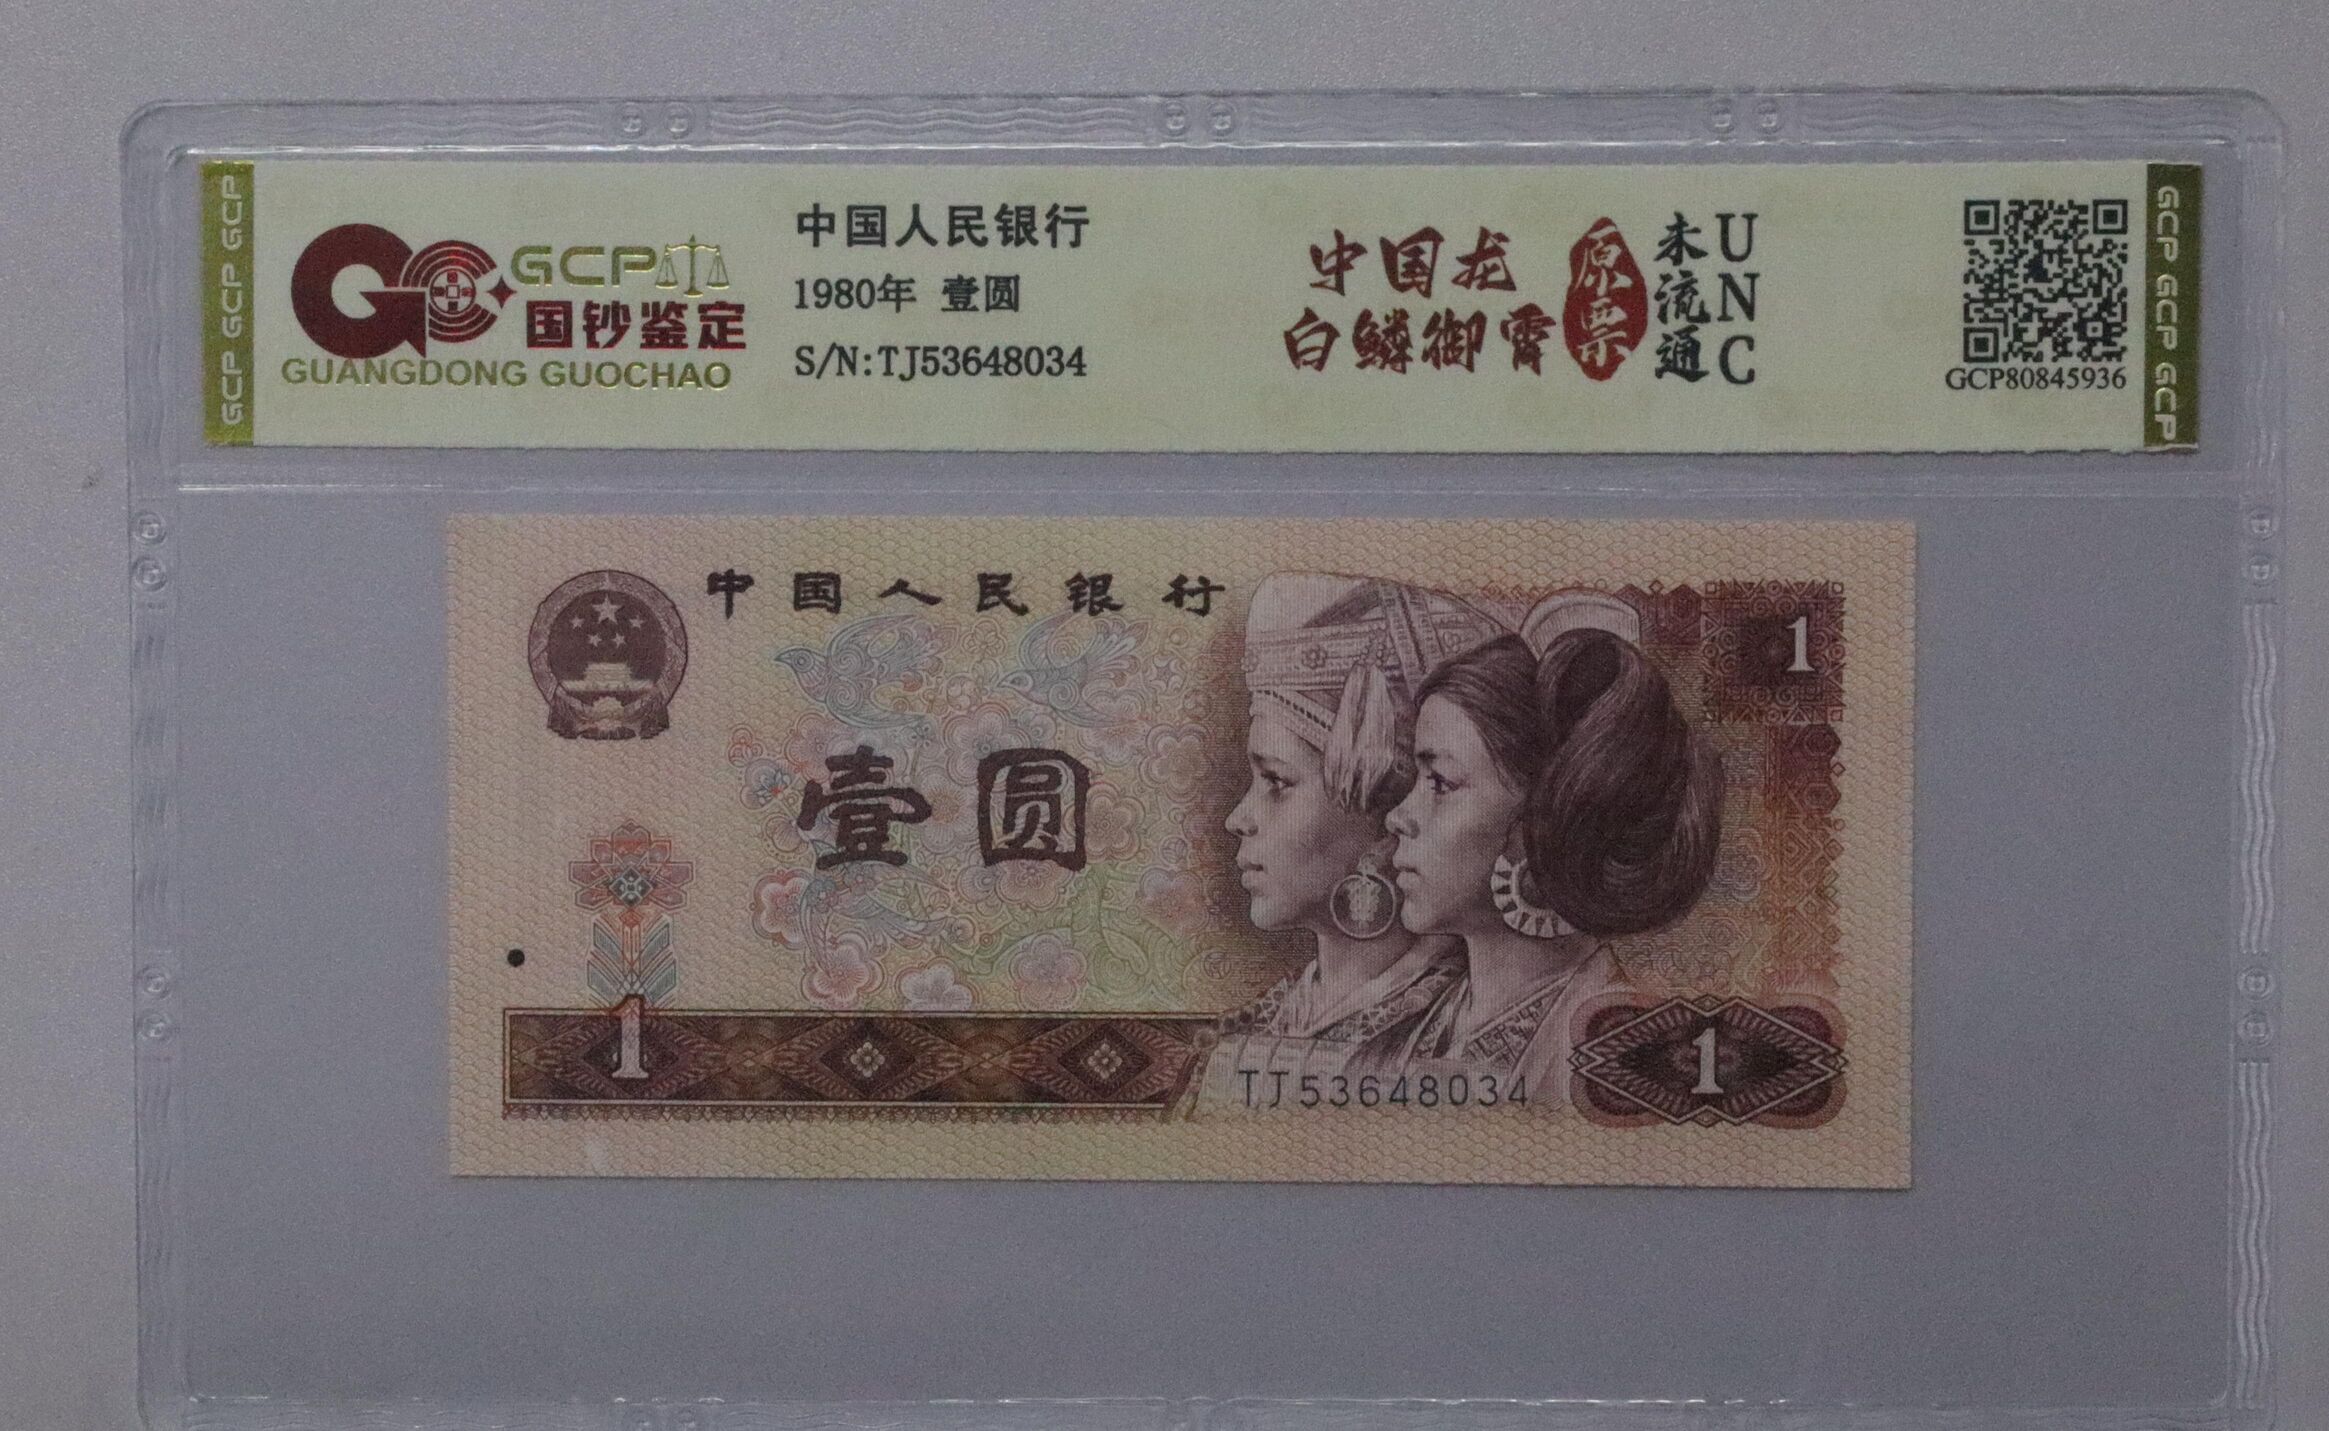 GCP GCP GCP
GCP
国钞鉴定
GUANGDONG GUOCHAO
中国人民银行
1980年 壹圆
S/N:TJ53648034
中国龙
白鳟御霄
原票
未流通
UNC
GCP80845936
GCP GCP GCP
中国人民银行
1
壹圆
1
1
TJ53648034